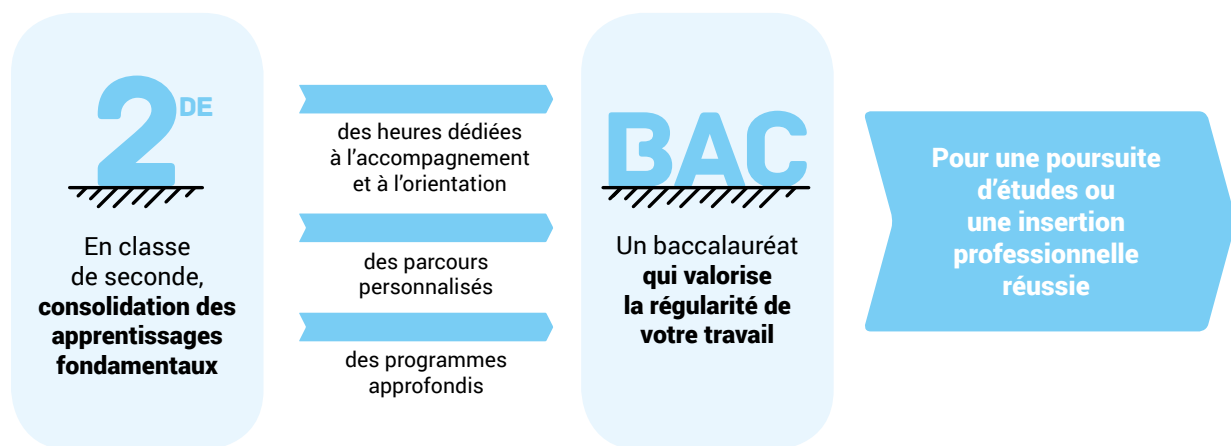 2DE
En classe
de seconde,
consolidation des
apprentissages
fondamentaux
des heures dédiées
à l'accompagnement
et à l'orientation
des parcours
personnalisés
des programmes
approfondis
BAC
Un baccalauréat
qui valorise
la régularité de
votre travail
Pour une poursuite
d'études ou
une insertion
professionnelle
réussie